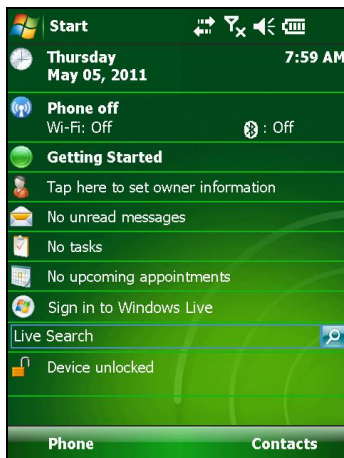 Start
Thursday 7:59 AM
May 05, 2011
Phone off
Wi-Fi: Off : Off
Getting Started
Tap here to set owner information
No unread messages
No tasks
No upcoming appointments
Sign in to Windows Live
Live Search
Device unlocked
Phone Contacts